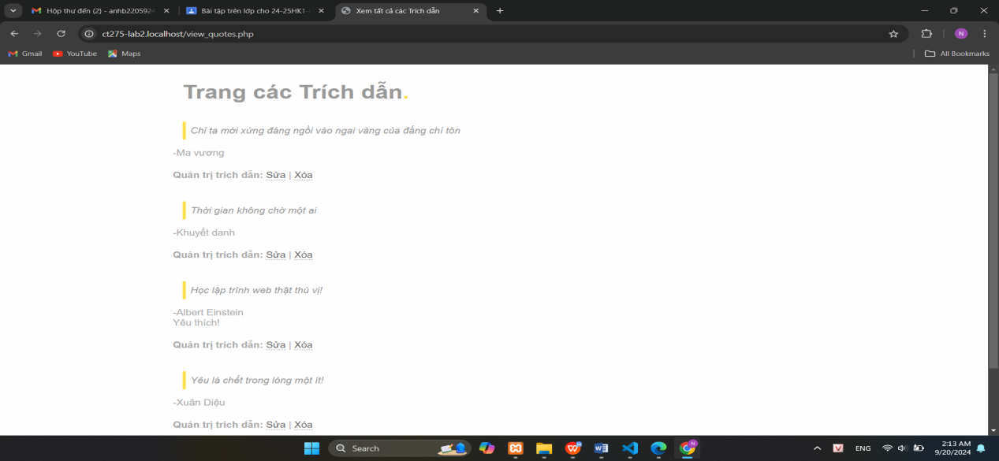 Hộp thư đến (2) - anhb220592
Bài tập trên lớp cho 24-25HK1-
Xem tất cả các Trích dẫn
ct275-lab2.localhost/view_quotes.php
N
Gmail
YouTube
Maps
All Bookmarks
Trang các Trích dẫn.
Chỉ ta mới xứng đáng ngồi vào ngai vàng của đấng chí tôn
-Ma vương
Quản trị trích dẫn: Sửa | Xóa
Thời gian không chờ một ai
-Khuyết danh
Quản trị trích dẫn: Sửa | Xóa
Học lập trình web thật thú vị!
-Albert Einstein
Yêu thích!
Quản trị trích dẫn: Sửa | Xóa
Yêu là chết trong lòng một ít!
-Xuân Diệu
Quản trị trích dẫn: Sửa | Xóa
Search
V
ENG
2:13 AM
9/20/2024